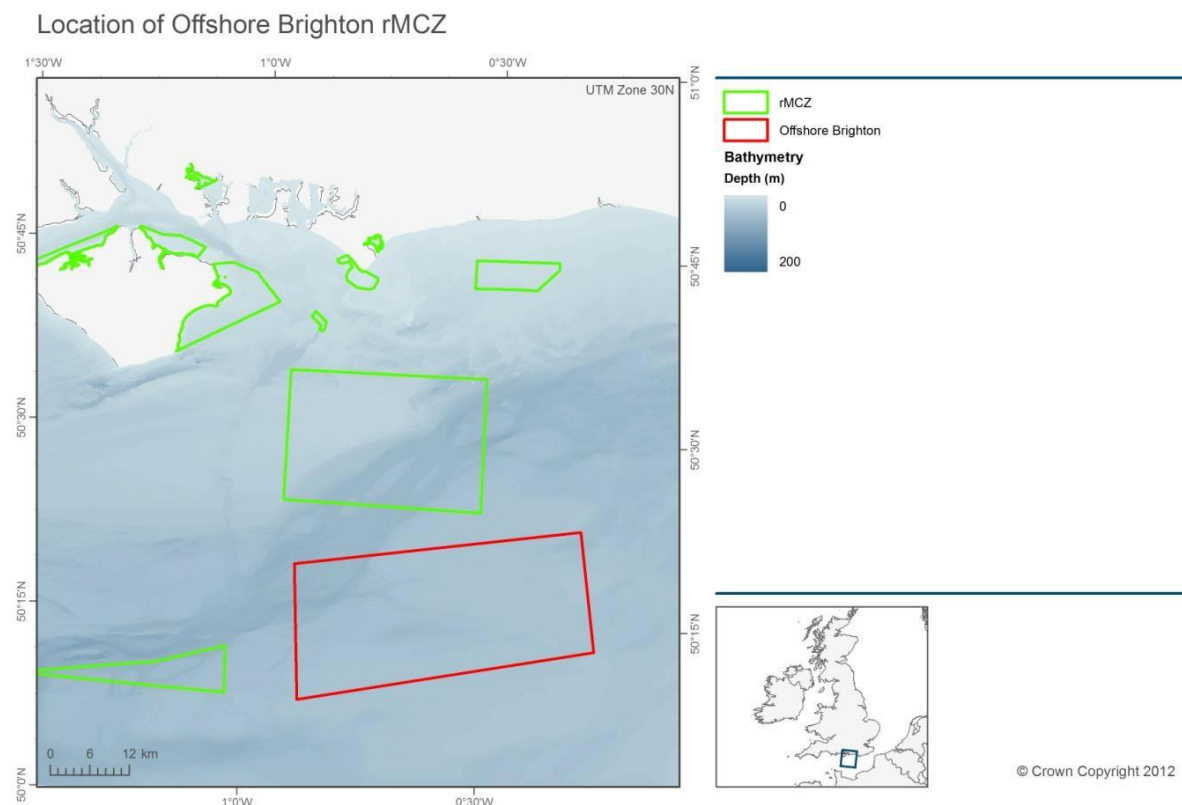 Location of Offshore Brighton rMCZ
1°30'W 1°0'W 0°30'W
UTM Zone 30N
51°0'N
50°45'N
50°45'N
50°30'N
50°30'N
50°15'N
50°15'N
50°0'N
0 6 12 km
1°0'W 0°30'W
rMCZ
Offshore Brighton
Bathymetry
Depth (m)
0
200
© Crown Copyright 2012